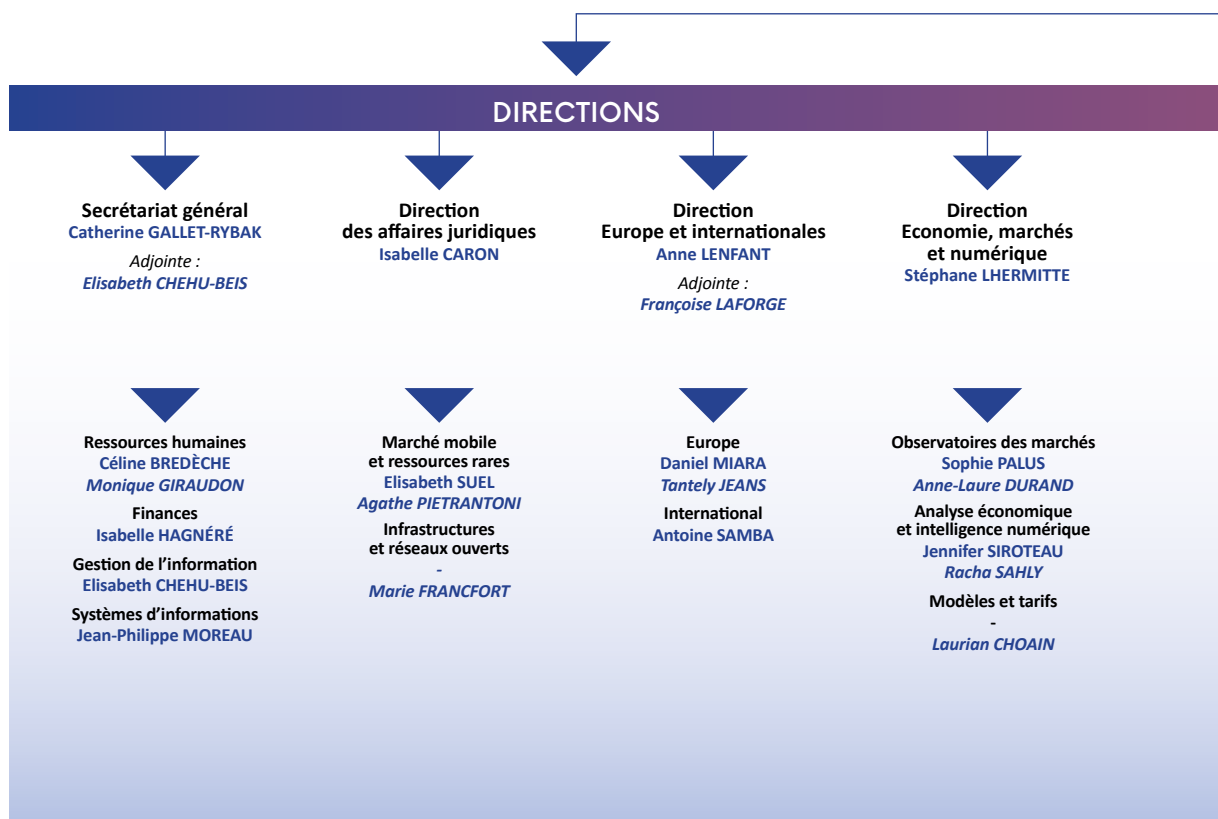 DIRECTIONS
Secrétariat général
Catherine GALLET-RYBAK
Adjointe :
Elisabeth CHEHU-BEIS
Direction
des affaires juridiques
Isabelle CARON
Direction
Europe et internationales
Anne LENFANT
Adjointe :
Françoise LAFORGE
Direction
Economie, marchés
et numérique
Stéphane LHERMITTE
Ressources humaines
Céline BREDÈCHE
Monique GIRAUDON
Finances
Isabelle HAGNÉRÉ
Gestion de l'information
Elisabeth CHEHU-BEIS
Systèmes d'informations
Jean-Philippe MOREAU
Marché mobile
et ressources rares
Elisabeth SUEL
Agathe PIETRANTONI
Infrastructures
et réseaux ouverts
-
Marie FRANCFORT
Europe
Daniel MIARA
Tantely JEANS
International
Antoine SAMBA
Observatoires des marchés
Sophie PALUS
Anne-Laure DURAND
Analyse économique
et intelligence numérique
Jennifer SIROTEAU
Racha SAHLY
Modèles et tarifs
-
Laurian CHOAIN